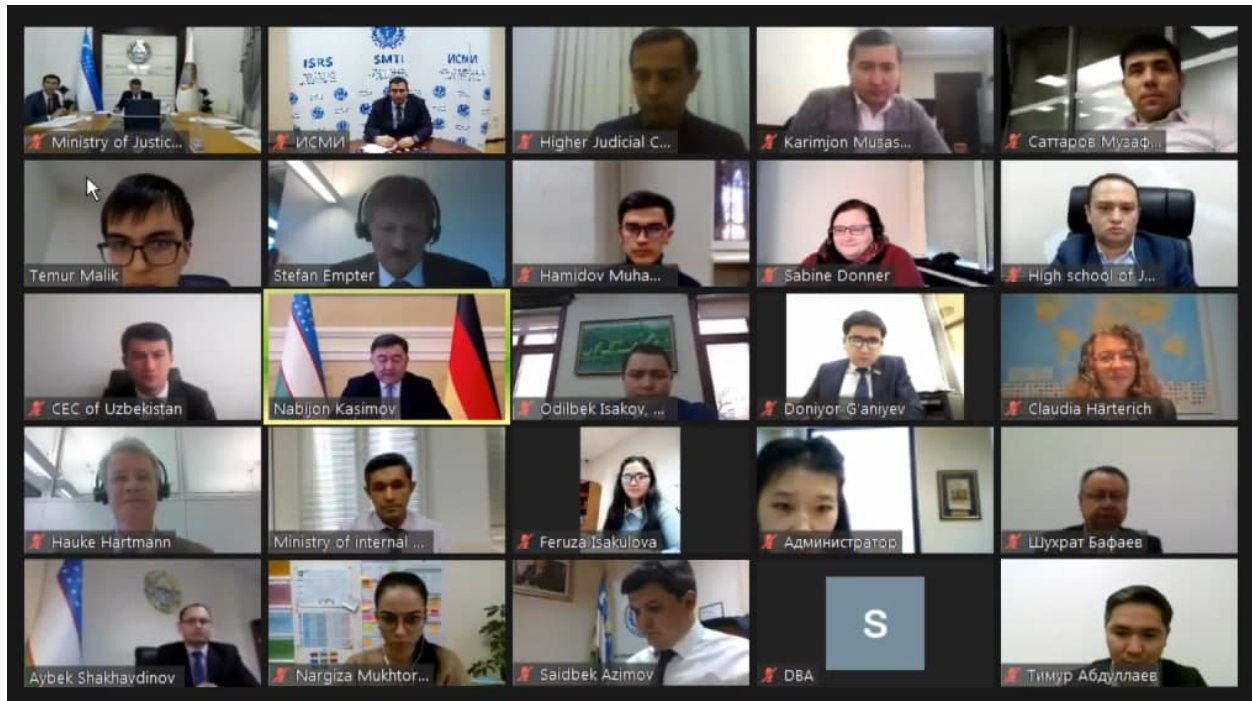 ISRS SMTI ИСМИ
Ministry of Justic...
ИСМИ
Higher Judicial C...
Karimjon Musas...
Саттаров Музаф...
Temur Malik
Stefan Empter
Hamidov Muha...
Sabine Donner
High school of J...
CEC of Uzbekistan
Nabijon Kasimov
Odilbek Isakov, ...
Doniyor G'aniyev
Claudia Härterich
Hauke Hartmann
Ministry of internal ...
Feruza Isakulova
Администратор
Шухрат Бафаев
Aybek Shakhavdinov
Nargiza Mukhtor...
Saidbek Azimov
S
DBA
Тимур Абдуллаев